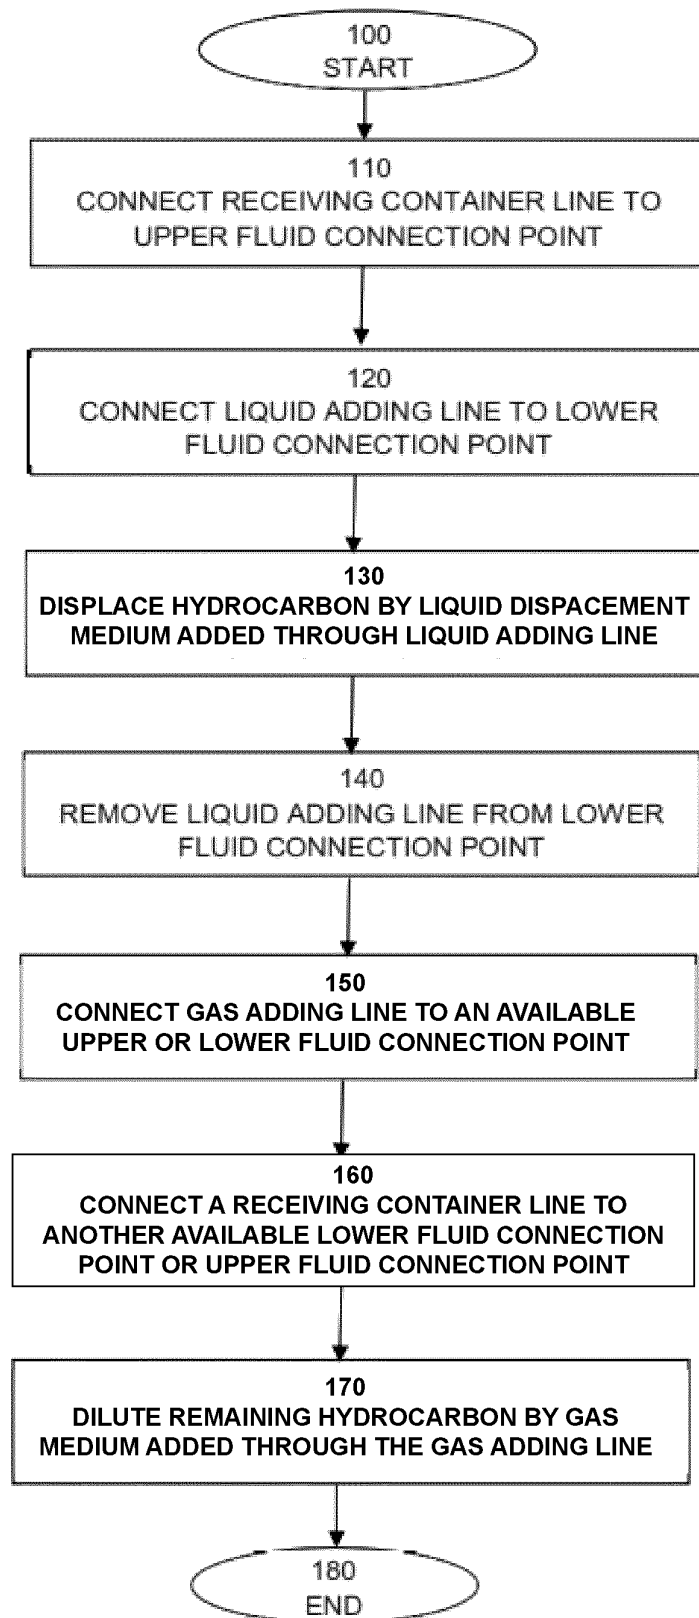 100
START
110
CONNECT RECEIVING CONTAINER LINE TO
UPPER FLUID CONNECTION POINT
120
CONNECT LIQUID ADDING LINE TO LOWER
FLUID CONNECTION POINT
130
DISPLACE HYDROCARBON BY LIQUID DISPACEMENT
MEDIUM ADDED THROUGH LIQUID ADDING LINE
140
REMOVE LIQUID ADDING LINE FROM LOWER
FLUID CONNECTION POINT
150
CONNECT GAS ADDING LINE TO AN AVAILABLE
UPPER OR LOWER FLUID CONNECTION POINT
160
CONNECT A RECEIVING CONTAINER LINE TO
ANOTHER AVAILABLE LOWER FLUID CONNECTION
POINT OR UPPER FLUID CONNECTION POINT
170
DILUTE REMAINING HYDROCARBON BY GAS
MEDIUM ADDED THROUGH THE GAS ADDING LINE
180
END